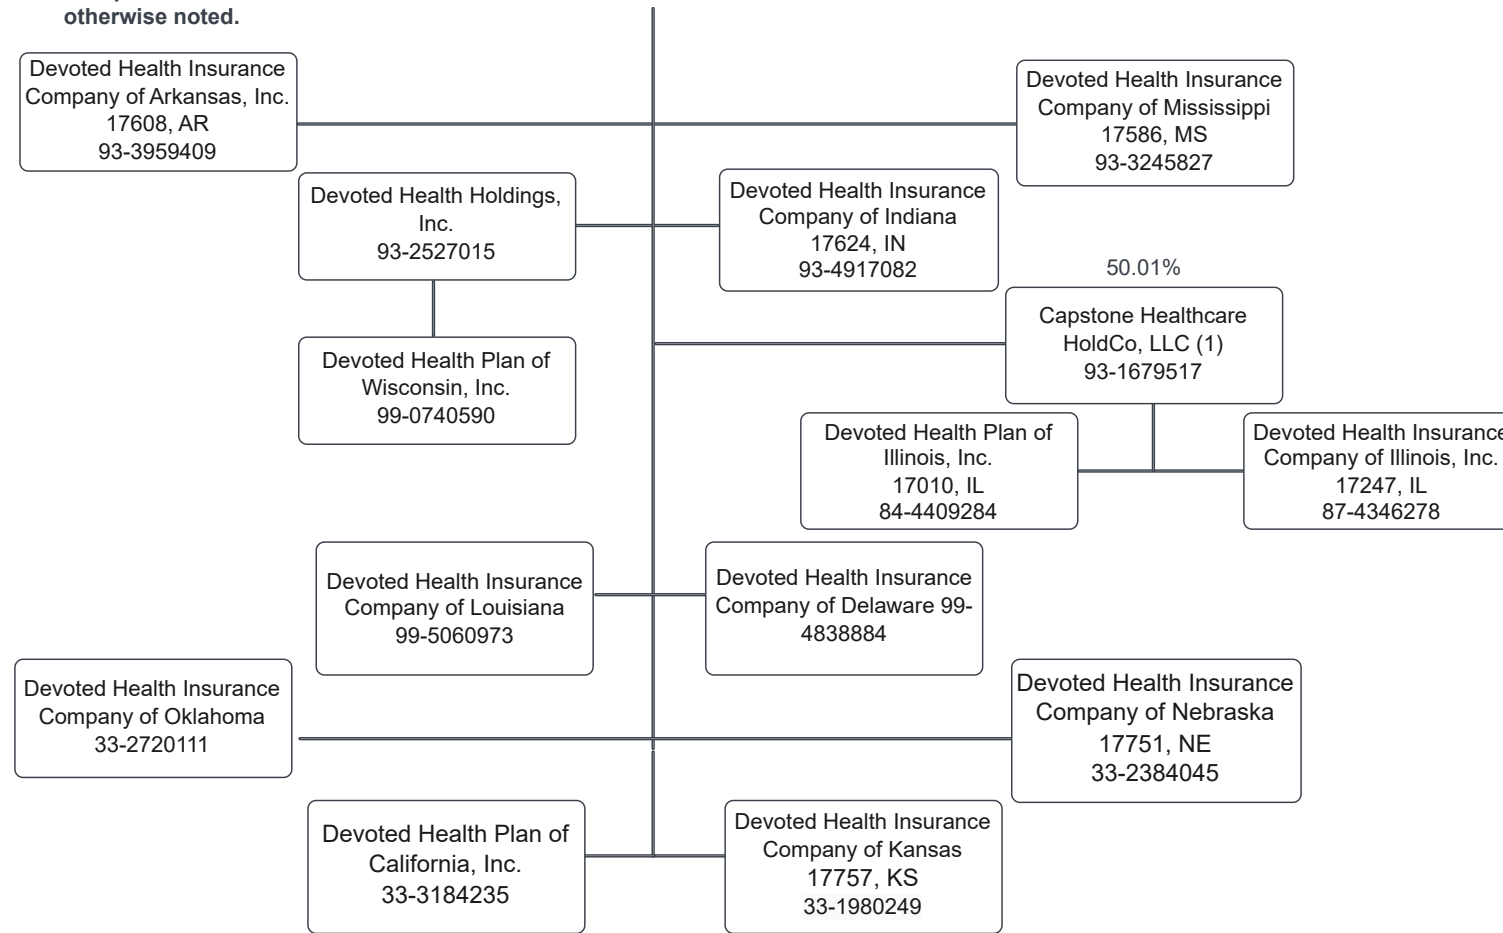 otherwise noted.
Devoted Health Insurance
Company of Arkansas, Inc.
17608, AR
93-3959409
Devoted Health Insurance
Company of Mississippi
17586, MS
93-3245827
Devoted Health Holdings,
Inc.
93-2527015
Devoted Health Insurance
Company of Indiana
17624, IN
93-4917082
50.01%
Capstone Healthcare
HoldCo, LLC (1)
93-1679517
Devoted Health Plan of
Wisconsin, Inc.
99-0740590
Devoted Health Plan of
Illinois, Inc.
17010, IL
84-4409284
Devoted Health Insurance
Company of Illinois, Inc.
17247, IL
87-4346278
Devoted Health Insurance
Company of Louisiana
99-5060973
Devoted Health Insurance
Company of Delaware 99-
4838884
Devoted Health Insurance
Company of Oklahoma
33-2720111
Devoted Health Insurance
Company of Nebraska
17751, NE
33-2384045
Devoted Health Plan of
California, Inc.
33-3184235
Devoted Health Insurance
Company of Kansas
17757, KS
33-1980249